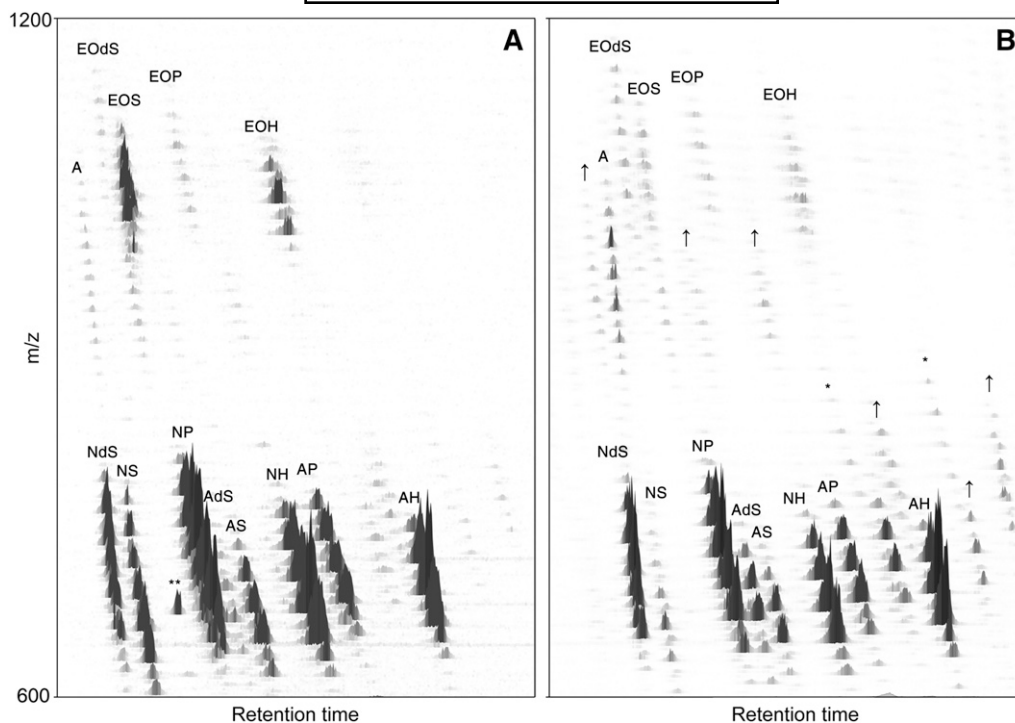 1200
A
EOdS
EOP
EOS
EOH
A
NP
NdS
NS
NH
AP
AdS
AH
AS
**
m/z
600
Retention time
B
EOdS
EOS
EOP
EOH
A
↑
↑
↑
*
*
↑
↑
NP
NdS
NS
AP
NH
AH
↑
AdS
AS
Retention time